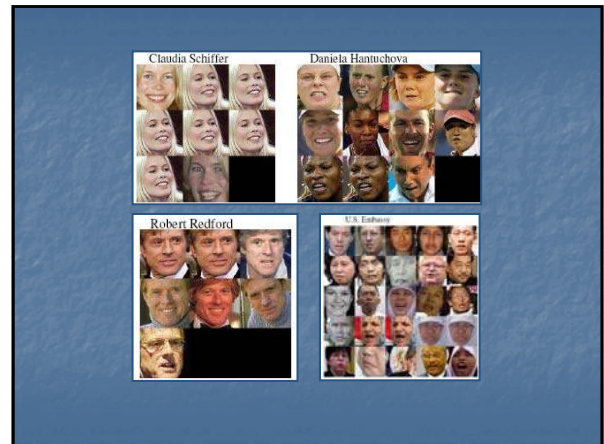 Claudia Schiffer
Daniela Hantuchova
Robert Redford
U.S. Embassy